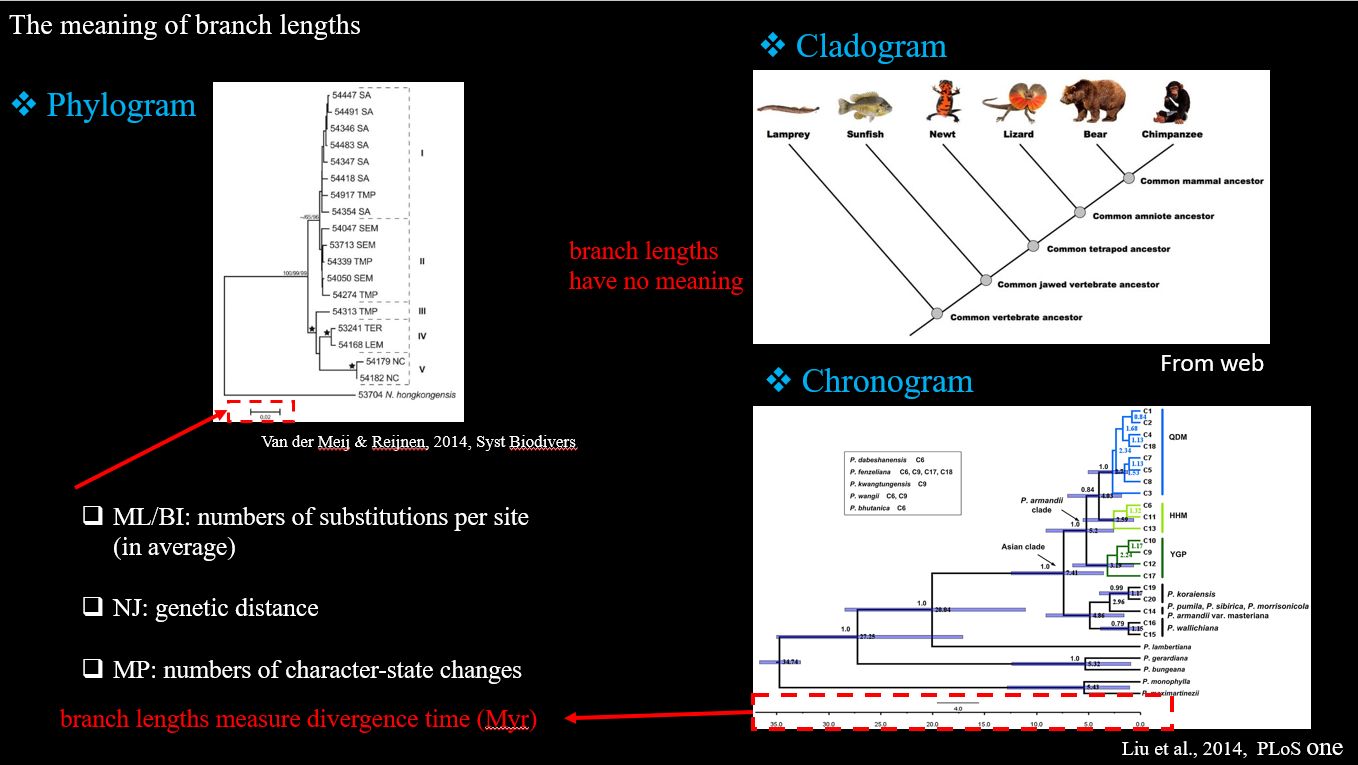 The meaning of branch lengths
❖ Phylogram
54447 SA
54491 SA
54346 SA
54483 SA
54347 SA
I
54418 SA
54917 TMP
54354 SA
~/65/96
54047 SEM
53713 SEM
54339 TMP
II
54050 SEM
54274 TMP
100/99/99
54313 TMP
III
53241 TER
54168 LEM
IV
54179 NC
54182 NC
V
53704 N. hongkongensis
0.02
Van der Meij & Reijnen, 2014, Syst Biodivers
❑ ML/BI: numbers of substitutions per site
(in average)
❑ NJ: genetic distance
❑ MP: numbers of character-state changes
branch lengths measure divergence time (Myr)
branch lengths
have no meaning
❖ Cladogram
Lamprey Sunfish Newt Lizard Bear Chimpanzee
Common mammal ancestor
Common amniote ancestor
Common tetrapod ancestor
Common jawed vertebrate ancestor
Common vertebrate ancestor
From web
❖ Chronogram
P. dabeshanensis C6
P. fenzeliana C6, C9, C17, C18
P. kwangtungensis C9
P. wangii C6, C9
P. bhutanica C6
P. armandii
clade
Asian clade
C1
0.84
C2
1.68
C4
1.13
C18
QDM
2.34
C7
1.13
C5
1.0
C8
0.84
4.03
C3
C6
1.32
C11
2.59
HHM
C13
1.0
5.2
C10
1.17
C9
2.24
YGP
C12
3.19
C17
1.0
7.41
C19
0.99
1.17
P. koraiensis
C20
2.96
C14
P. pumila, P. sibirica, P. morrisonicola
P. armandii var. masteriana
4.86
C16
0.79
1.15
P. wallichiana
C15
1.0
20.04
1.0
27.25
P. lambertiana
P. gerardiana
1.0
5.32
P. bungeana
34.74
P. monophylla
5.43
P. maximartinezii
4.0
35.0 30.0 25.0 20.0 15.0 10.0 5.0 0.0
Liu et al., 2014, PLoS one